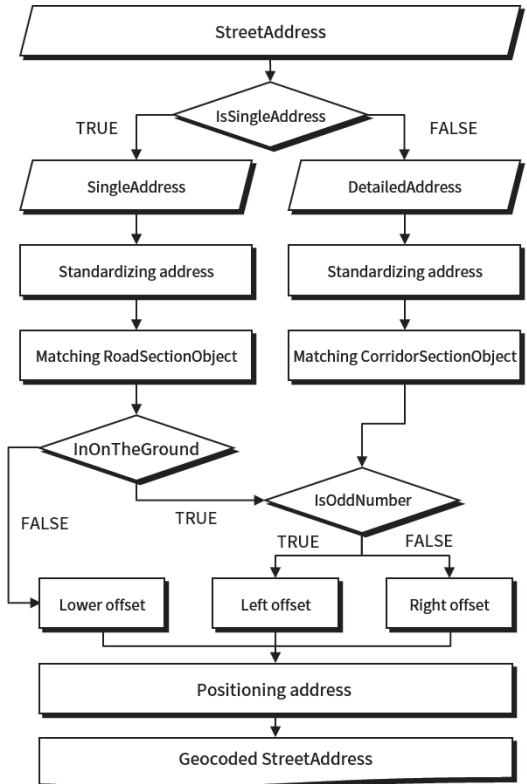 StreetAddress
IsSingleAddress
TRUE
FALSE
SingleAddress
DetailedAddress
Standardizing address
Standardizing address
Matching RoadSectionObject
Matching CorridorSectionObject
InOnTheGround
IsOddNumber
FALSE
TRUE
TRUE
FALSE
Lower offset
Left offset
Right offset
Positioning address
Geocoded StreetAddress